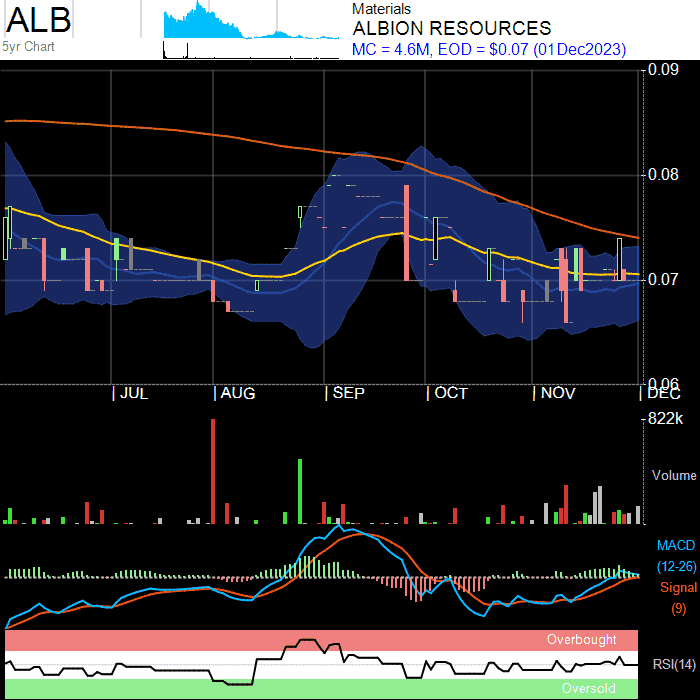 ALB
5yr Chart
Materials
ALBION RESOURCES
MC = 4.6M, EOD = $0.07 (01Dec2023)
0.09
0.08
0.07
0.06
JUL
AUG
SEP
OCT
NOV
DEC
822k
Volume
MACD
(12-26)
Signal
(9)
Overbought
RSI(14)
Oversold